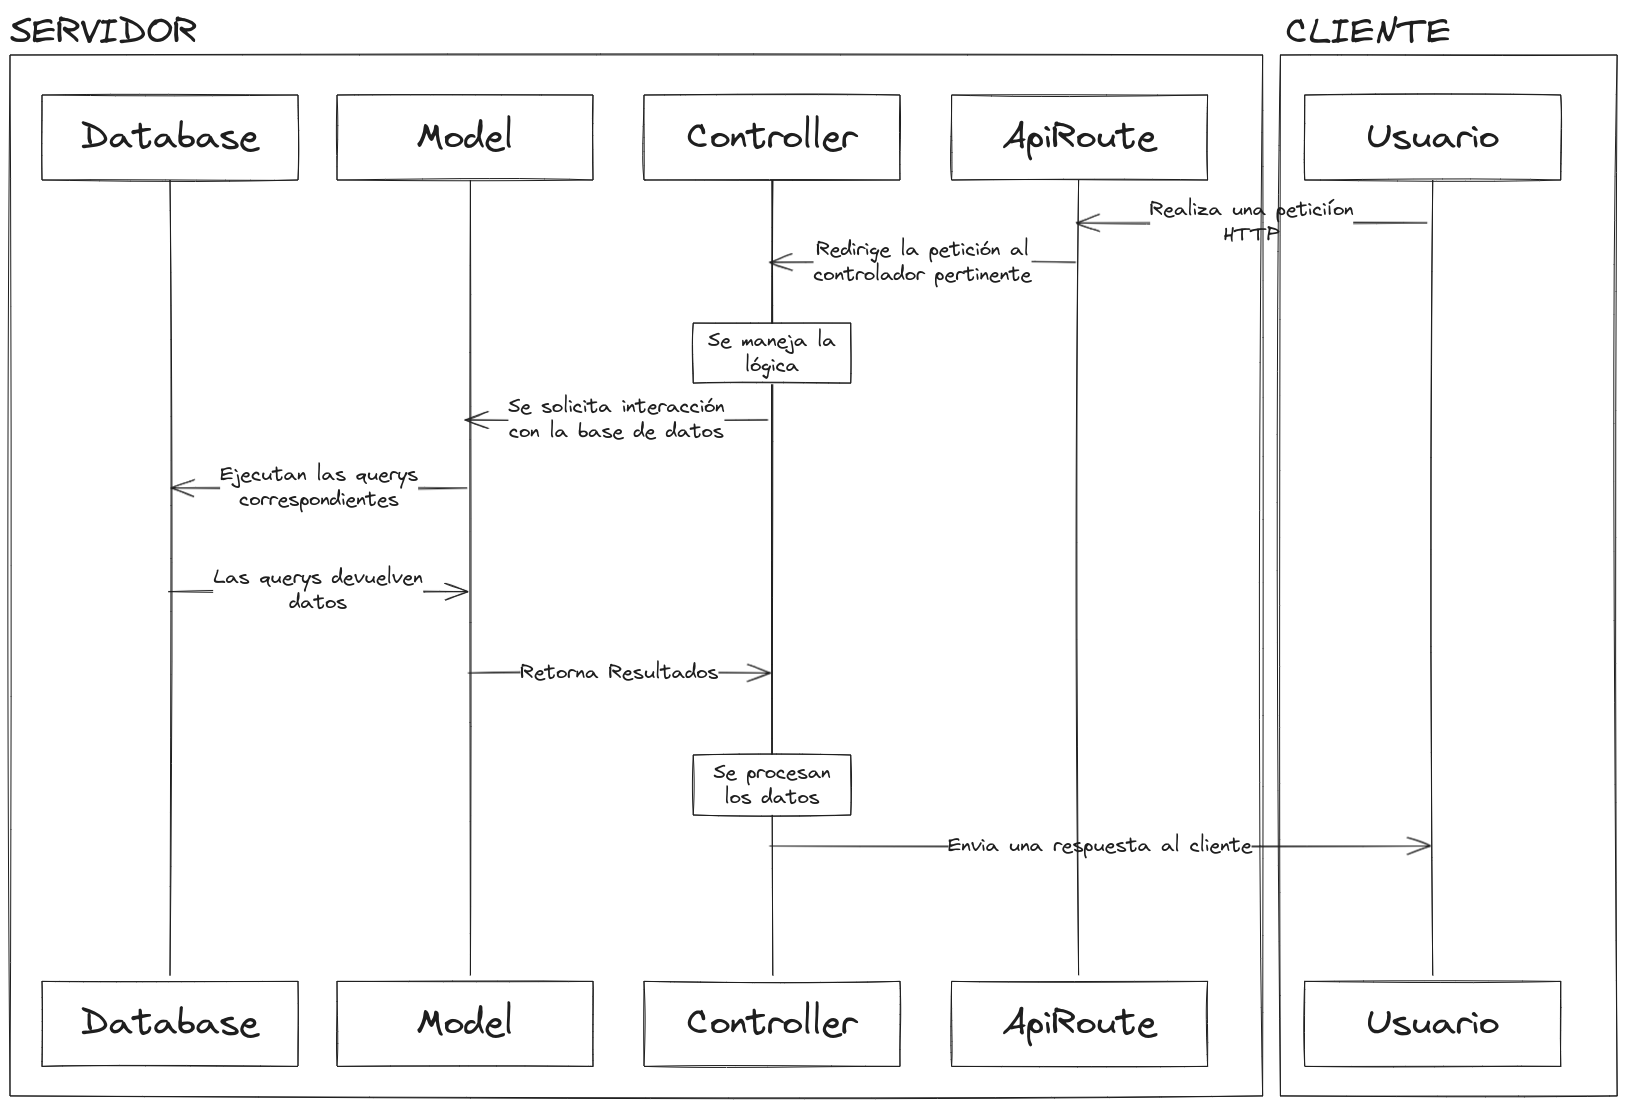 SERVIDOR
CLIENTE
Database
Model
Controller
ApiRoute
Usuario
Realiza una peticiíon
HTTP
Redirige la petición al
controlador pertinente
Se maneja la
lógica
Se solicita interacción
con la base de datos
Ejecutan las querys
correspondientes
Las querys devuelven
datos
Retorna Resultados
Se procesan
los datos
Envia una respuesta al cliente
Database
Model
Controller
ApiRoute
Usuario